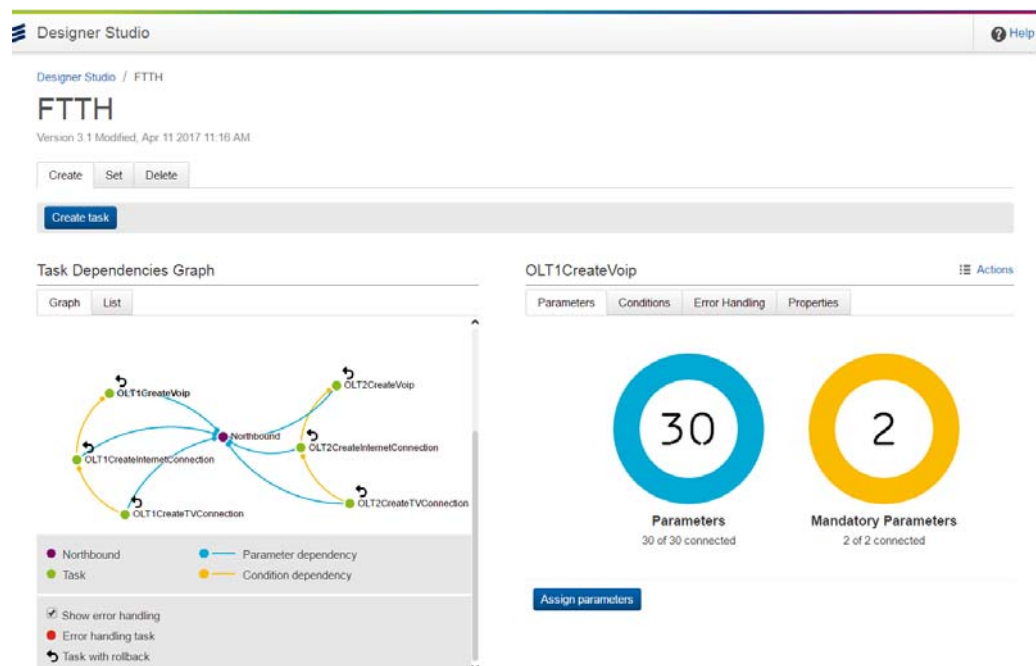 Designer Studio
Help
Designer Studio / FTTH
FTTH
Version 3.1 Modified, Apr 11 2017 11:16 AM
Create Set Delete
Create task
Task Dependencies Graph
Graph List
OLT1CreateVoip
OLT2CreateVoip
Northbound
OLT1CreateInternetConnection
OLT2CreateInternetConnection
OLT1CreateTVConnection
OLT2CreateTVConnection
Northbound
Parameter dependency
Task
Condition dependency
Show error handling
Error handling task
Task with rollback
OLT1CreateVoip
Actions
Parameters Conditions Error Handling Properties
30
2
Parameters
30 of 30 connected
Mandatory Parameters
2 of 2 connected
Assign parameters